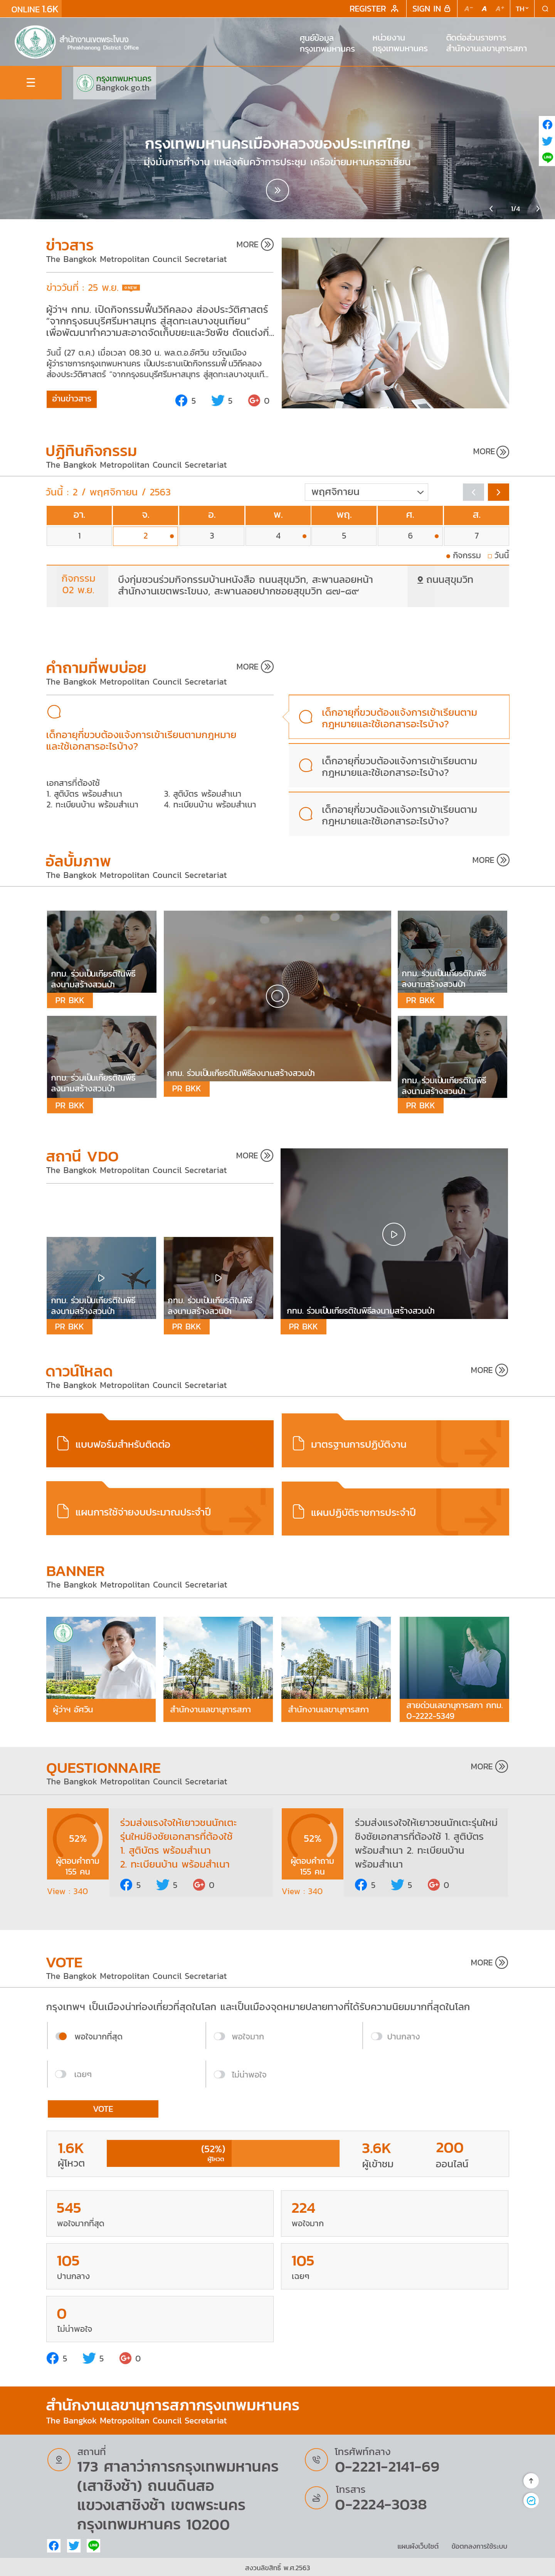 ONLINE 1.6K
REGISTER
SIGN IN
A- A A+
TH
สำนักงานเขตพระโขนง
Phrakhanong District Office
ศูนย์ข้อมูล
กรุงเทพมหานคร
หน่วยงาน
กรุงเทพมหานคร
ติดต่อส่วนราชการ
สำนักงานเลขานุการสภา
กรุงเทพมหานคร
Bangkok.go.th
กรุงเทพมหานครเมืองหลวงของประเทศไทย
มุ่งมั่นการทำงาน แหล่งค้นคว้าการประชุม เครือข่ายมหานครอาเซียน
1/4
ข่าวสาร
MORE
The Bangkok Metropolitan Council Secretariat
ข่าววันที่ : 25 พ.ย.
ผู้ว่าฯ กทม. เปิดกิจกรรมฟื้นวิถีคลอง ส่องประวัติศาสตร์
“จากกรุงธนบุรีศรีมหาสมุทร สู่สุดทะเลบางขุนเทียน”
เพื่อพัฒนาทำความสะอาดจัดเก็บขยะและวัชพืช ตัดแต่งกิ่...
วันนี้ (27 ต.ค.) เมื่อเวลา 08.30 น. พล.ต.อ.อัศวิน ขวัญเมือง
ผู้ว่าราชการกรุงเทพมหานคร เป็นประธานเปิดกิจกรรมฟื้นวิถีคลอง
ส่องประวัติศาสตร์ “จากกรุงธนบุรีศรีมหาสมุทร สู่สุดทะเลบางขุนเที...
อ่านข่าวสาร
5
5
0
ปฏิทินกิจกรรม
MORE
The Bangkok Metropolitan Council Secretariat
วันนี้ : 2 / พฤศจิกายน / 2563
พฤศจิกายน
อา. จ. อ. พ. พฤ. ศ. ส.
1 2 3 4 5 6 7
กิจกรรม วันนี้
กิจกรรม
02 พ.ย.
บึงกุ่มชวนร่วมกิจกรรมบ้านหนังสือ ถนนสุขุมวิท, สะพานลอยหน้า
สำนักงานเขตพระโขนง, สะพานลอยปากซอยสุขุมวิท ๘๗-๘๙
ถนนสุขุมวิท
คำถามที่พบบ่อย
MORE
The Bangkok Metropolitan Council Secretariat
เด็กอายุกี่ขวบต้องแจ้งการเข้าเรียนตามกฎหมาย
และใช้เอกสารอะไรบ้าง?
เอกสารที่ต้องใช้
1. สูติบัตร พร้อมสำเนา
2. ทะเบียนบ้าน พร้อมสำเนา
3. สูติบัตร พร้อมสำเนา
4. ทะเบียนบ้าน พร้อมสำเนา
เด็กอายุกี่ขวบต้องแจ้งการเข้าเรียนตาม
กฎหมายและใช้เอกสารอะไรบ้าง?
เด็กอายุกี่ขวบต้องแจ้งการเข้าเรียนตาม
กฎหมายและใช้เอกสารอะไรบ้าง?
เด็กอายุกี่ขวบต้องแจ้งการเข้าเรียนตาม
กฎหมายและใช้เอกสารอะไรบ้าง?
อัลบั้มภาพ
MORE
The Bangkok Metropolitan Council Secretariat
กทม. ร่วมเป็นเกียรติในพิธี
ลงนามสร้างสวนป่า
PR BKK
กทม. ร่วมเป็นเกียรติในพิธี
ลงนามสร้างสวนป่า
PR BKK
กทม. ร่วมเป็นเกียรติในพิธีลงนามสร้างสวนป่า
PR BKK
กทม. ร่วมเป็นเกียรติในพิธี
ลงนามสร้างสวนป่า
PR BKK
กทม. ร่วมเป็นเกียรติในพิธี
ลงนามสร้างสวนป่า
PR BKK
สถานี VDO
MORE
The Bangkok Metropolitan Council Secretariat
กทม. ร่วมเป็นเกียรติในพิธี
ลงนามสร้างสวนป่า
PR BKK
กทม. ร่วมเป็นเกียรติในพิธี
ลงนามสร้างสวนป่า
PR BKK
กทม. ร่วมเป็นเกียรติในพิธีลงนามสร้างสวนป่า
PR BKK
ดาวน์โหลด
MORE
The Bangkok Metropolitan Council Secretariat
แบบฟอร์มสำหรับติดต่อ
มาตรฐานการปฏิบัติงาน
แผนการใช้จ่ายงบประมาณประจำปี
แผนปฏิบัติราชการประจำปี
BANNER
The Bangkok Metropolitan Council Secretariat
ผู้ว่าฯ อัศวิน
สำนักงานเลขานุการสภา
สำนักงานเลขานุการสภา
สายด่วนเลขานุการสภา กทม.
0-2222-5349
QUESTIONNAIRE
MORE
The Bangkok Metropolitan Council Secretariat
52%
ผู้ตอบคำถาม
155 คน
View : 340
ร่วมส่งแรงใจให้เยาวชนนักเตะ
รุ่นใหม่ชิงชัยเอกสารที่ต้องใช้
1. สูติบัตร พร้อมสำเนา
2. ทะเบียนบ้าน พร้อมสำเนา
5
5
0
52%
ผู้ตอบคำถาม
155 คน
View : 340
ร่วมส่งแรงใจให้เยาวชนนักเตะรุ่นใหม่
ชิงชัยเอกสารที่ต้องใช้ 1. สูติบัตร
พร้อมสำเนา 2. ทะเบียนบ้าน
พร้อมสำเนา
5
5
0
VOTE
MORE
The Bangkok Metropolitan Council Secretariat
กรุงเทพฯ เป็นเมืองน่าท่องเที่ยวที่สุดในโลก และเป็นเมืองจุดหมายปลายทางที่ได้รับความนิยมมากที่สุดในโลก
พอใจมากที่สุด
พอใจมาก
ปานกลาง
เฉยๆ
ไม่น่าพอใจ
VOTE
1.6K
ผู้โหวต
(52%)
ผู้โหวต
3.6K
ผู้เข้าชม
200
ออนไลน์
545
พอใจมากที่สุด
224
พอใจมาก
105
ปานกลาง
105
เฉยๆ
0
ไม่น่าพอใจ
5
5
0
สำนักงานเลขานุการสภากรุงเทพมหานคร
The Bangkok Metropolitan Council Secretariat
สถานที่
173 ศาลาว่าการกรุงเทพมหานคร
(เสาชิงช้า) ถนนดินสอ
แขวงเสาชิงช้า เขตพระนคร
กรุงเทพมหานคร 10200
โทรศัพท์กลาง
0-2221-2141-69
โทรสาร
0-2224-3038
แผนผังเว็บไซต์
ข้อตกลงการใช้ระบบ
สงวนลิขสิทธิ์ พ.ศ.2563